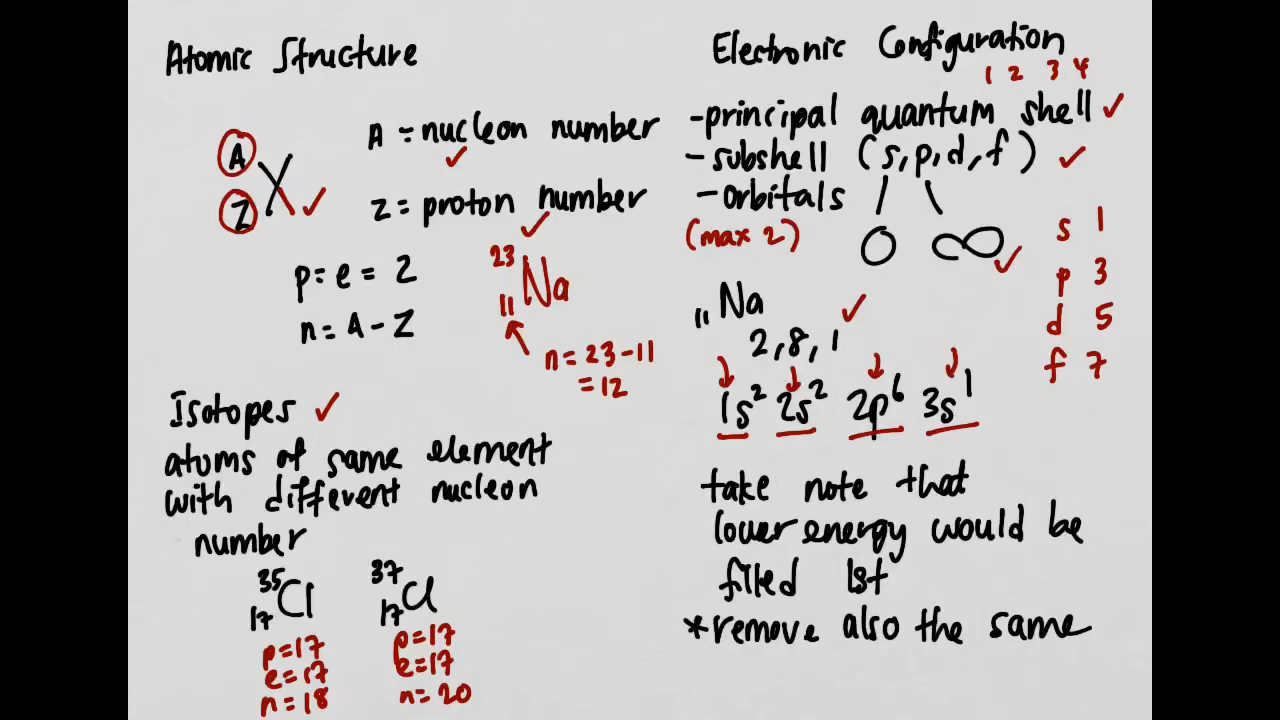 Atomic Structure
A
Z
X
A = nucleon number
Z = proton number
p = e = Z
n = A - Z
23
11
Na
n = 23 - 11
= 12
Isotopes
atoms of same element
with different nucleon
number
35
17
Cl
p = 17
e = 17
n = 18
37
17
Cl
p = 17
e = 17
n = 20
Electronic Configuration
1 2 3 4
- principal quantum shell
- subshell (s, p, d, f)
- orbitals
(max 2)
s 1
p 3
d 5
f 7
11Na
2, 8, 1
1s² 2s² 2p⁶ 3s¹
take note that
lower energy would be
filled 1st
*remove also the same